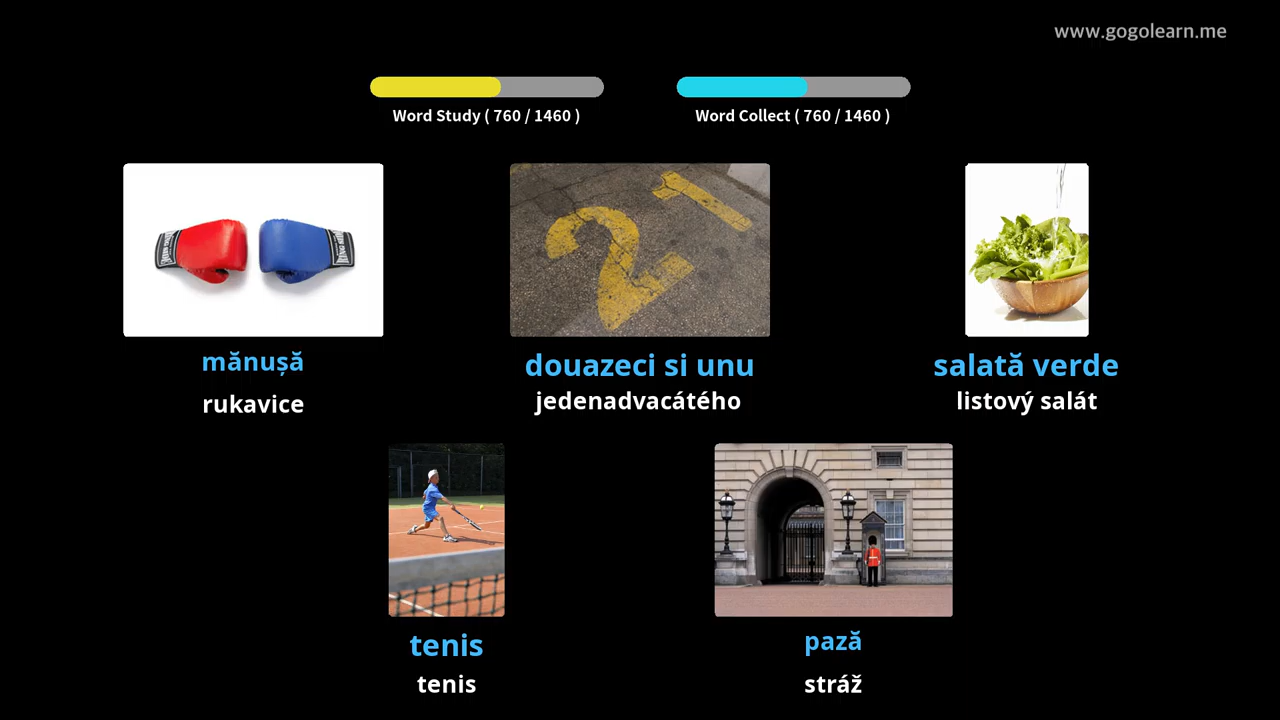 www.gogolearn.me
Word Study ( 760 / 1460 )
Word Collect ( 760 / 1460 )
21
mănușă
rukavice
douazeci si unu
jedenadvacátého
salată verde
listový salát
tenis
tenis
pază
stráž